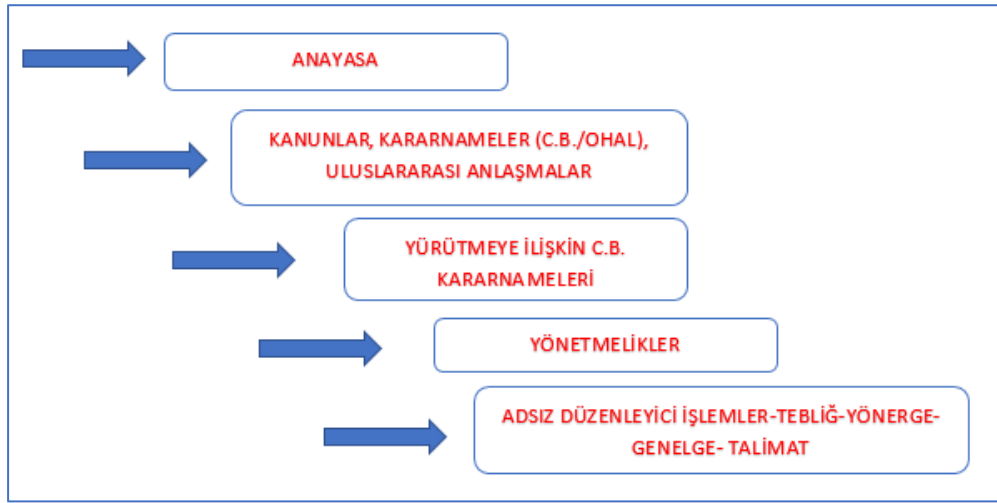 ANAYASA
KANUNLAR, KARARNAMELER (C.B./OHAL),
ULUSLARARASI ANLAŞMALAR
YÜRÜTMEYE İLİŞKİN C.B.
KARARNAMELERİ
YÖNETMELİKLER
ADSIZ DÜZENLEYİCİ İŞLEMLER-TEBLİĞ-YÖNERGE-
GENELGE- TALİMAT